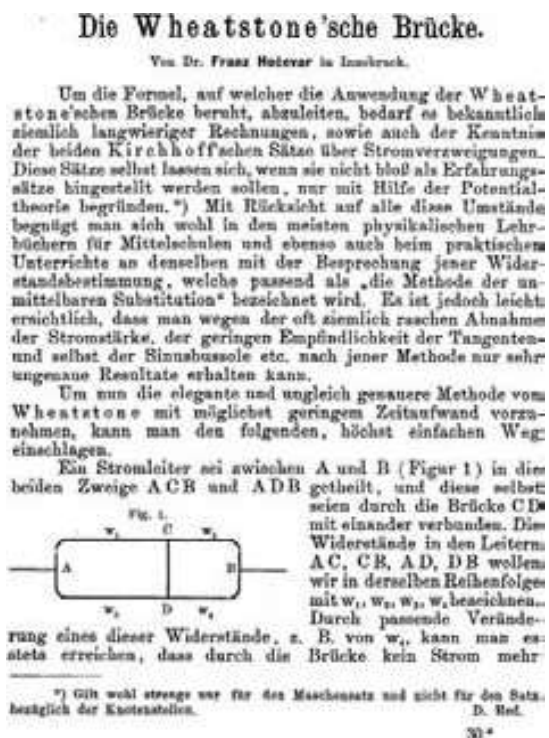 Die Wheatstone'sche Brücke.
Von Dr. Franz Hočevar in Innsbruck.
Um die Formel, auf welcher die Anwendung der Wheat-
stone'schen Brücke beruht, abzuleiten, bedarf es bekanntlich
ziemlich langwieriger Rechnungen, sowie auch der Kenntnis
der beiden Kirchhoff'schen Sätze über Stromverzweigungen.
Diese Sätze selbst lassen sich, wenn sie nicht bloß als Erfahrungs-
sätze hingestellt werden sollen, nur mit Hilfe der Potential-
theorie begründen.*) Mit Rücksicht auf alle diese Umstände
begnügt man sich wohl in den meisten physikalischen Lehr-
büchern für Mittelschulen und ebenso auch beim praktischen
Unterrichte an denselben mit der Besprechung jener Wider-
standsbestimmung, welche passend als „die Methode der un-
mittelbaren Substitution" bezeichnet wird. Es ist jedoch leicht
ersichtlich, dass man wegen der oft ziemlich raschen Abnahme
der Stromstärke, der geringen Empfindlichkeit der Tangenten-
und selbst der Sinusbussole etc. nach jener Methode nur sehr
ungenaue Resultate erhalten kann.
Um nun die elegante und ungleich genauere Methode von
Wheatstone mit möglichst geringem Zeitaufwand vorzu-
nehmen, kann man den folgenden, höchst einfachen Weg
einschlagen.
Ein Stromleiter sei zwischen A und B (Figur 1) in die
beiden Zweige ACB und ADB getheilt, und diese selbst
seien durch die Brücke CD
mit einander verbunden. Die
Widerstände in den Leitern
AC, CB, AD, DB wollen
wir in derselben Reihenfolge
mit w₁, w₂, w₃, w₄ bezeichnen.
Durch passende Verände-
Fig. 1.
w₁ C w₂
A B
w₃ D w₄
rung eines dieser Widerstände, z. B. von w₄, kann man es
stets erreichen, dass durch die Brücke kein Strom mehr
*) Gilt wohl strenge nur für den Maschensatz und nicht für den Satz
bezüglich der Knotenstellen. D. Red.
30*